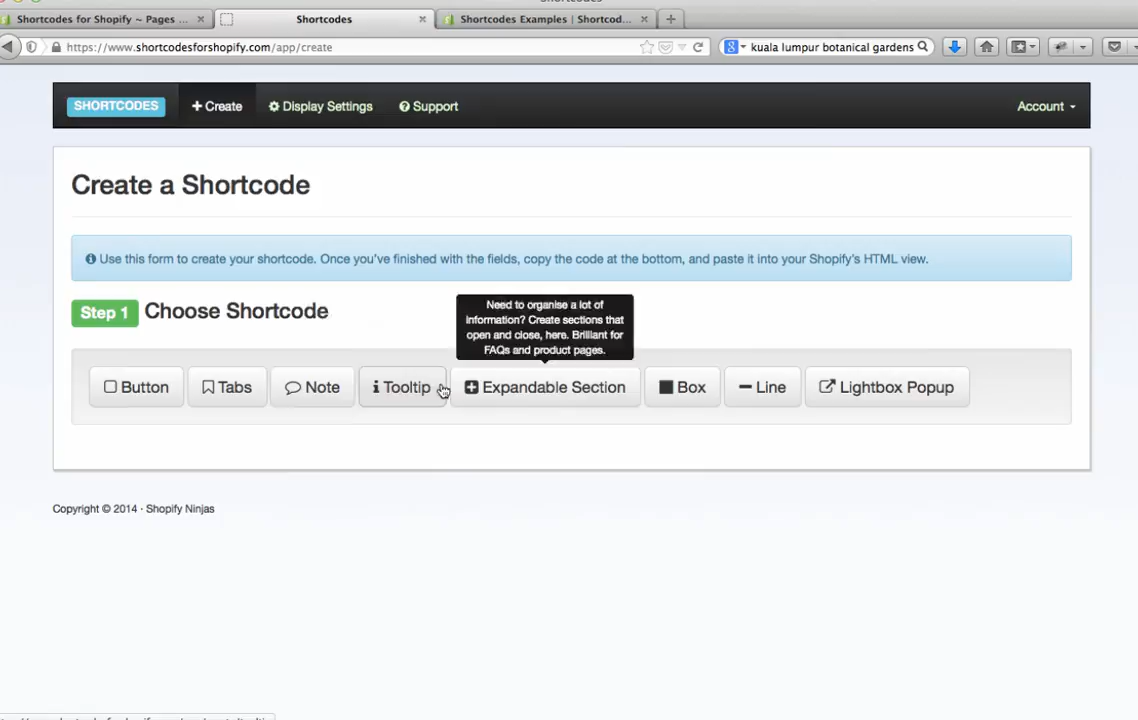 Shortcodes for Shopify ~ Pages ...
Shortcodes
Shortcodes Examples | Shortcod...
https://www.shortcodesforshopify.com/app/create
kuala lumpur botanical gardens
SHORTCODES
Create
Display Settings
Support
Account
Create a Shortcode
Use this form to create your shortcode. Once you've finished with the fields, copy the code at the bottom, and paste it into your Shopify's HTML view.
Step 1 Choose Shortcode
Need to organise a lot of
information? Create sections that
open and close, here. Brilliant for
FAQs and product pages.
Button
Tabs
Note
Tooltip
Expandable Section
Box
Line
Lightbox Popup
Copyright © 2014 · Shopify Ninjas